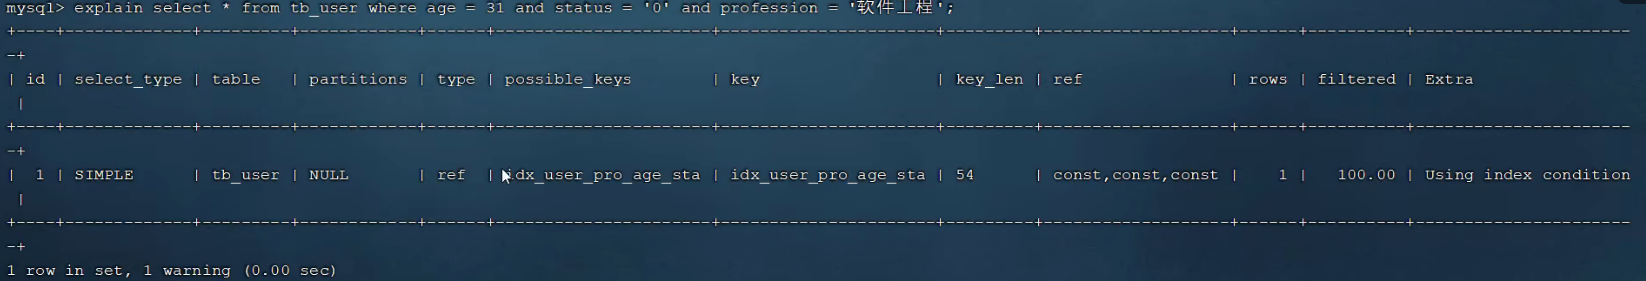 mysql> explain select * from tb_user where age = 31 and status = '0' and profession = '软件工程';
+----+-------------+---------+------------+------+----------------------+----------------------+---------+-------------------+------+----------+----------------------
-+
| id | select_type | table   | partitions | type | possible_keys        | key                  | key_len | ref               | rows | filtered | Extra
 |
+----+-------------+---------+------------+------+----------------------+----------------------+---------+-------------------+------+----------+----------------------
-+
|  1 | SIMPLE      | tb_user | NULL       | ref  | idx_user_pro_age_sta | idx_user_pro_age_sta | 54      | const,const,const |    1 |   100.00 | Using index condition
 |
+----+-------------+---------+------------+------+----------------------+----------------------+---------+-------------------+------+----------+----------------------
-+
1 row in set, 1 warning (0.00 sec)